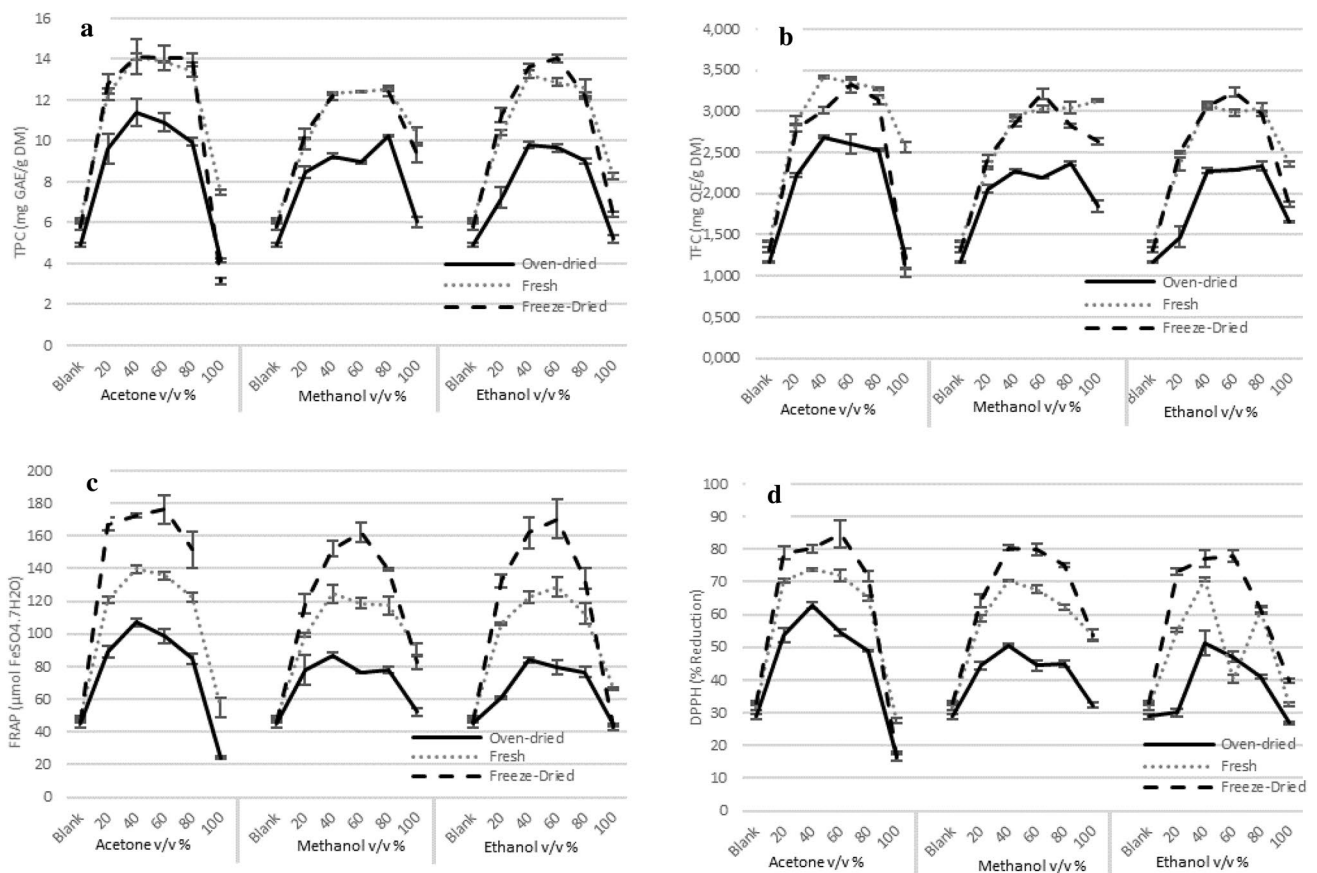 a
TPC (mg GAE/g DM)
16
14
12
10
8
6
4
2
0
Oven-dried
Fresh
Freeze-Dried
Blank 20 40 60 80 100 Blank 20 40 60 80 100 Blank 20 40 60 80 100
Acetone v/v % Methanol v/v % Ethanol v/v %
b
TFC (mg QE/g DM)
4,000
3,500
3,000
2,500
2,000
1,500
1,000
0,500
0,000
Oven-dried
Fresh
Freeze-Dried
Blank 20 40 60 80 100 Blank 20 40 60 80 100 Blank 20 40 60 80 100
Acetone v/v % Methanol v/v % Ethanol v/v %
c
FRAP (µmol FeSO4.7H2O)
200
180
160
140
120
100
80
60
40
20
0
Oven-dried
Fresh
Freeze-Dried
Blank 20 40 60 80 100 Blank 20 40 60 80 100 Blank 20 40 60 80 100
Acetone v/v % Methanol v/v % Ethanol v/v %
d
DPPH (% Reduction)
100
90
80
70
60
50
40
30
20
10
0
Oven-dried
Fresh
Freeze-Dried
Blank 20 40 60 80 100 Blank 20 40 60 80 100 Blank 20 40 60 80 100
Acetone v/v % Methanol v/v % Ethanol v/v %